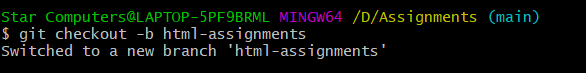 Star Computers@LAPTOP-5PF9BRML MINGW64 /D/Assignments (main)
$ git checkout -b html-assignments
Switched to a new branch 'html-assignments'